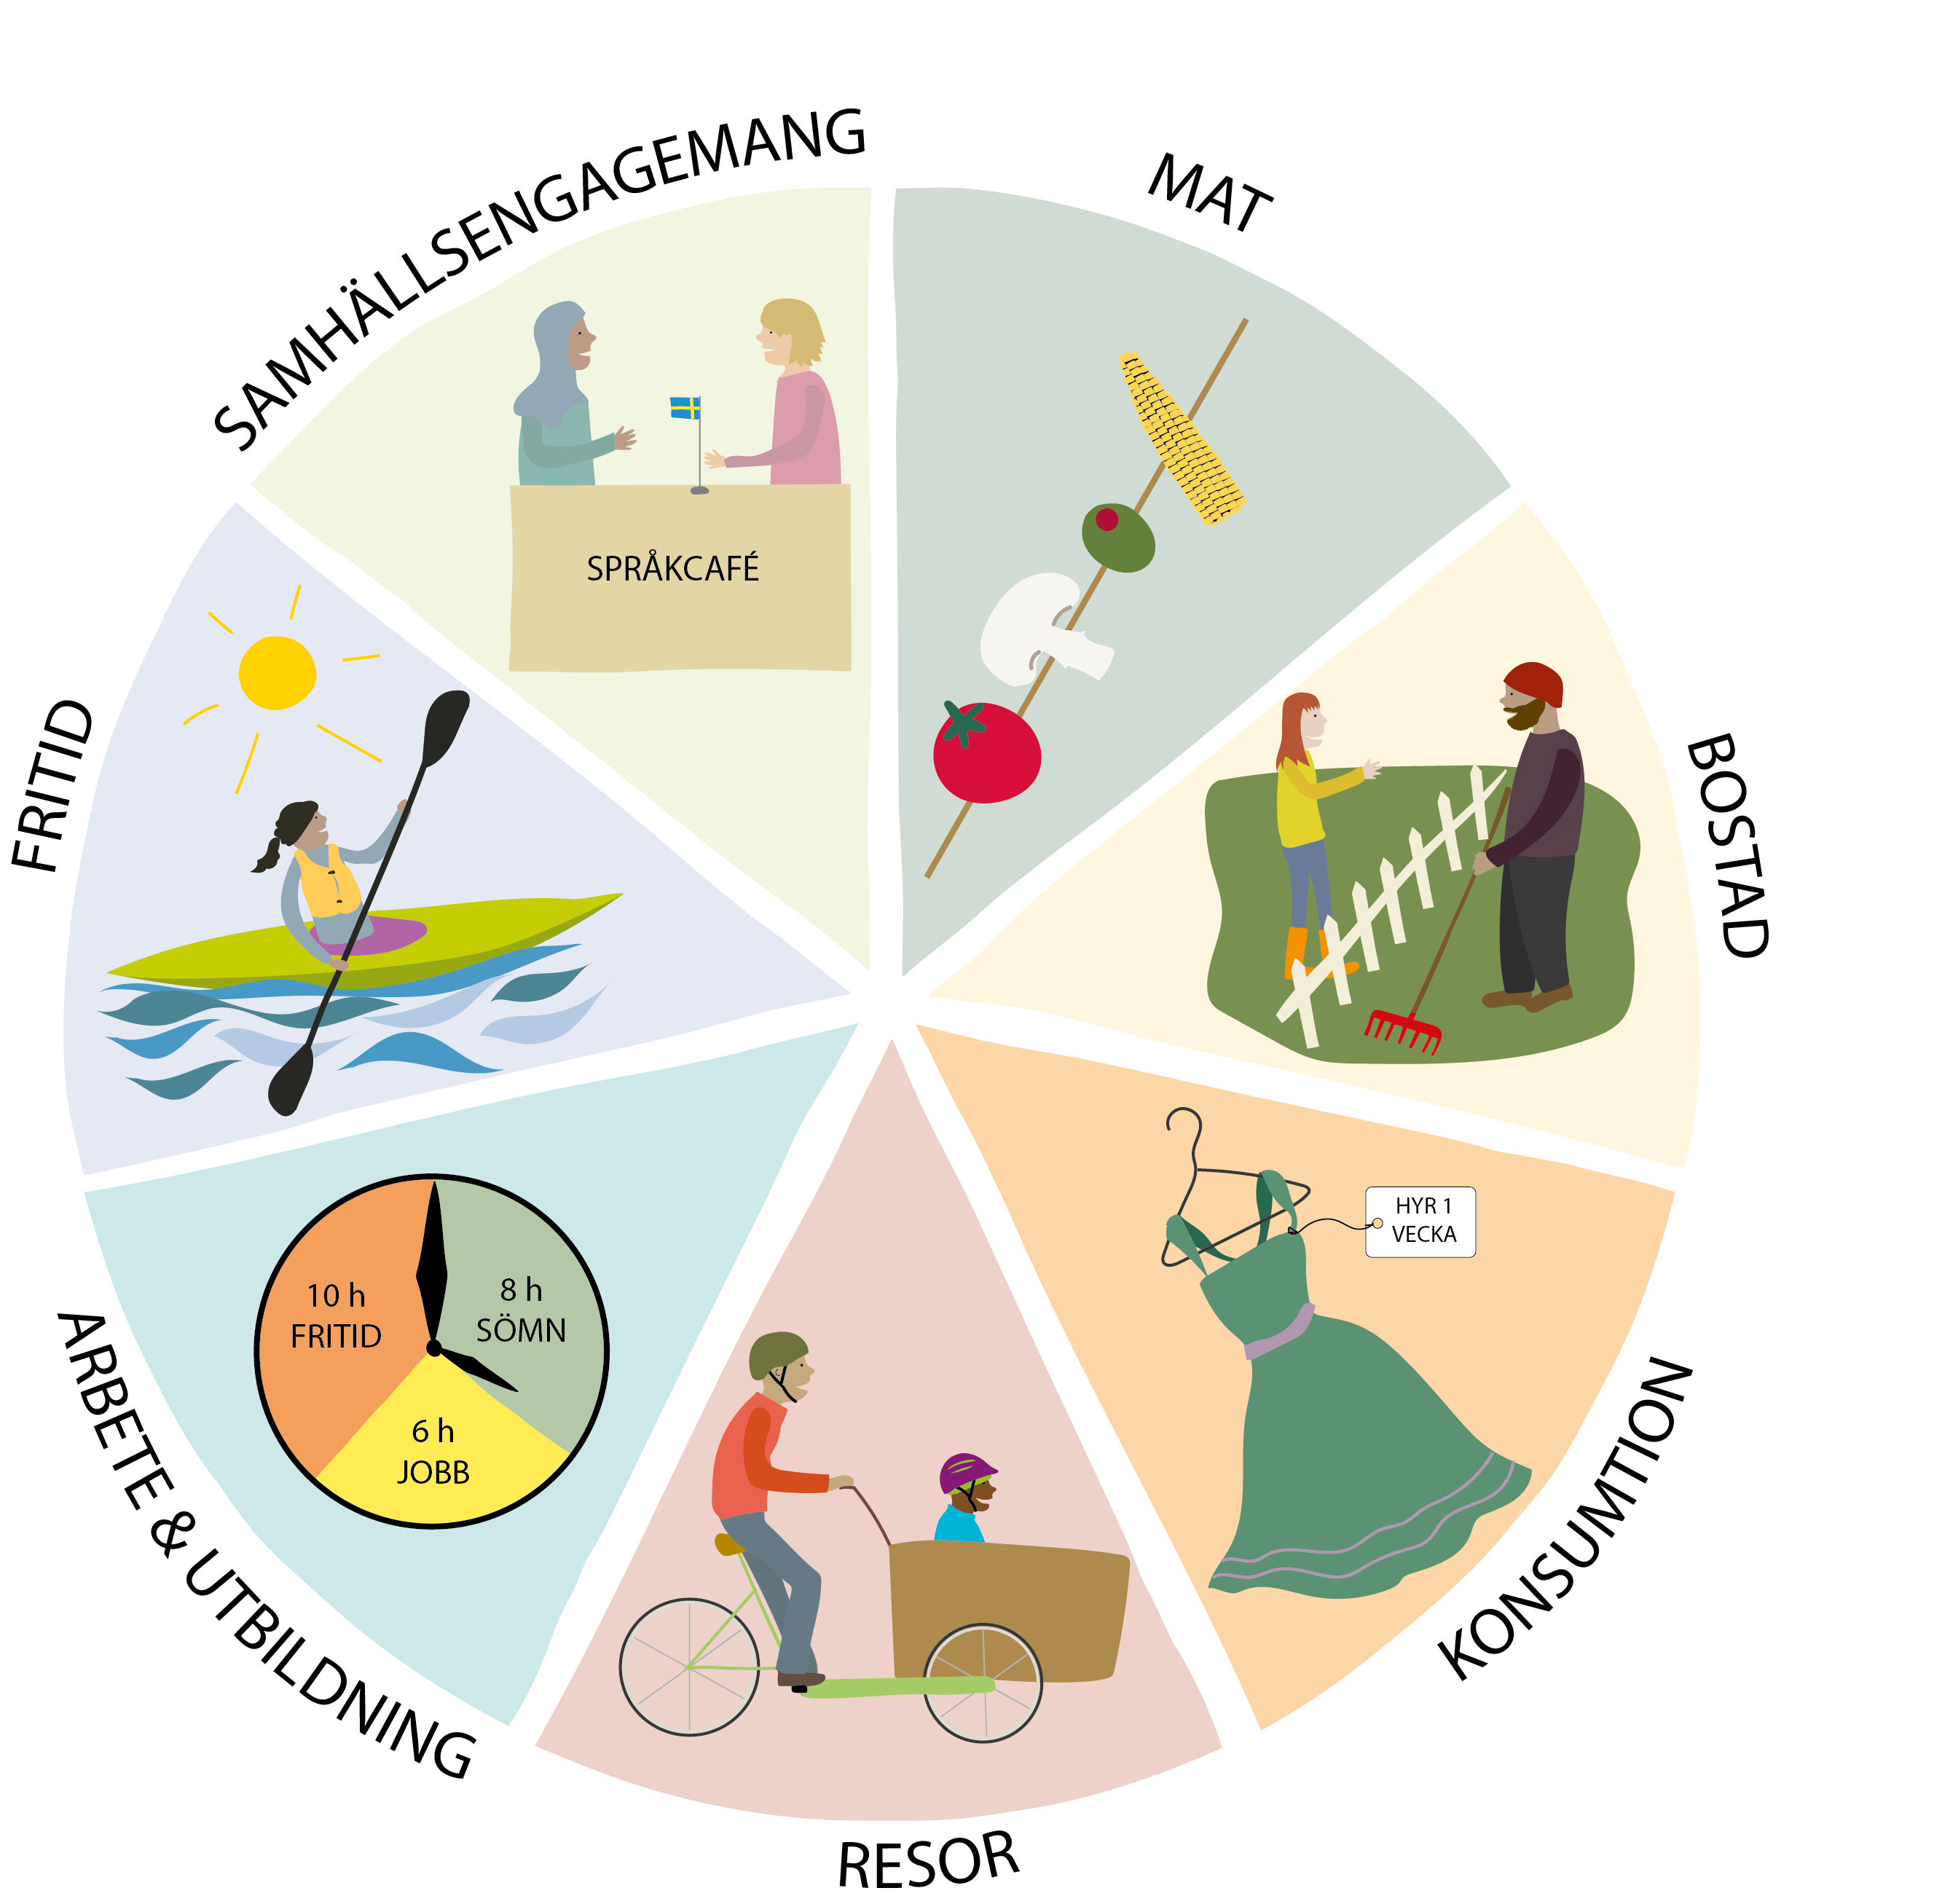 SAMHÄLLSENGAGEMANG
MAT
BOSTAD
KONSUMTION
RESOR
ARBETE & UTBILDNING
FRITID
SPRÅKCAFÉ
HYR 1
VECKA
10 h
FRITID
8 h
SÖMN
6 h
JOBB